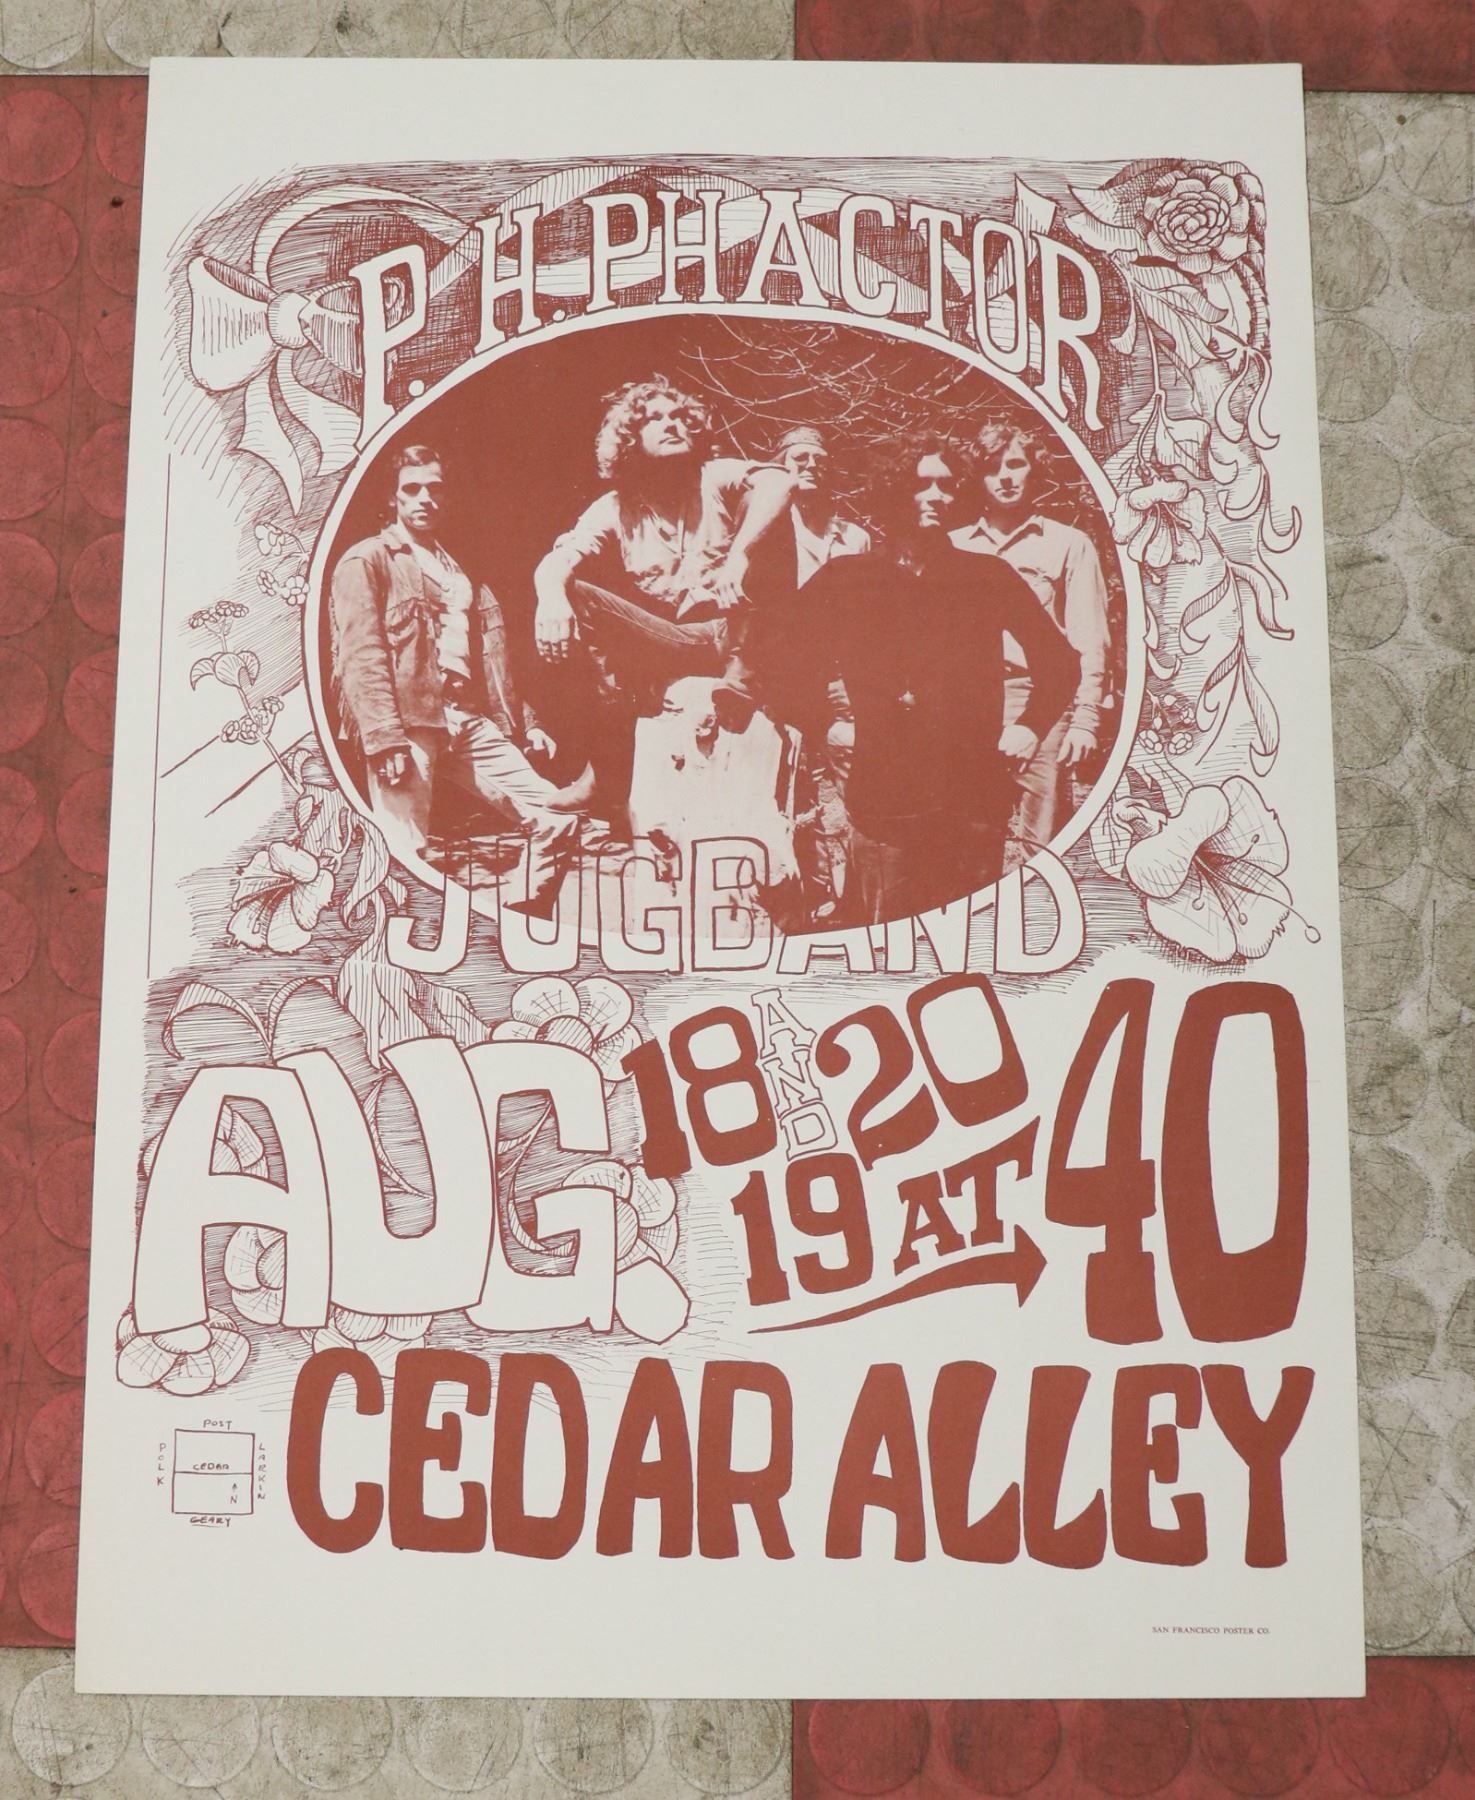 P. H. PHACTOR
JUGBAND
AUG. 18 19 AND 20 AT 40
CEDAR ALLEY
POST
POLK
CEDAR
LARKIN
N
GEARY
SAN FRANCISCO POSTER CO.